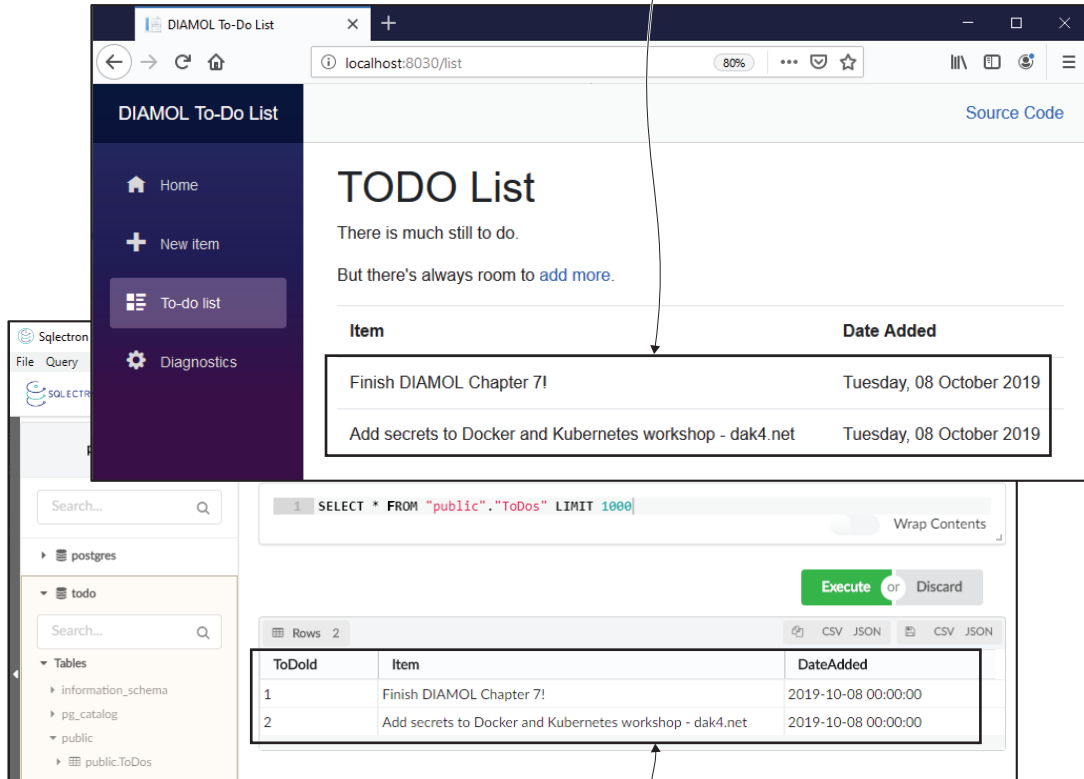 DIAMOL To-Do List
localhost:8030/list
80%
DIAMOL To-Do List
Source Code
Home
New item
To-do list
Diagnostics
TODO List
There is much still to do.
But there's always room to add more.
Item Date Added
Finish DIAMOL Chapter 7! Tuesday, 08 October 2019
Add secrets to Docker and Kubernetes workshop - dak4.net Tuesday, 08 October 2019
Sqlectron
File Query
Search...
postgres
todo
Search...
Tables
information_schema
pg_catalog
public
public.ToDos
1 SELECT * FROM "public"."ToDos" LIMIT 1000
Wrap Contents
Execute or Discard
Rows 2 CSV JSON CSV JSON
ToDoId Item DateAdded
1 Finish DIAMOL Chapter 7! 2019-10-08 00:00:00
2 Add secrets to Docker and Kubernetes workshop - dak4.net 2019-10-08 00:00:00